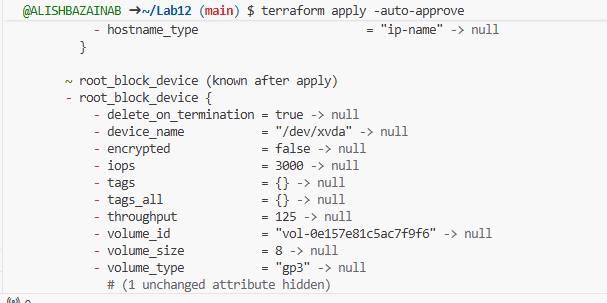 @ALISHBAZAINAB ➜~/Lab12 (main) $ terraform apply -auto-approve
- hostname_type = "ip-name" -> null
}
~ root_block_device (known after apply)
- root_block_device {
- delete_on_termination = true -> null
- device_name = "/dev/xvda" -> null
- encrypted = false -> null
- iops = 3000 -> null
- tags = {} -> null
- tags_all = {} -> null
- throughput = 125 -> null
- volume_id = "vol-0e157e81c5ac7f9f6" -> null
- volume_size = 8 -> null
- volume_type = "gp3" -> null
# (1 unchanged attribute hidden)